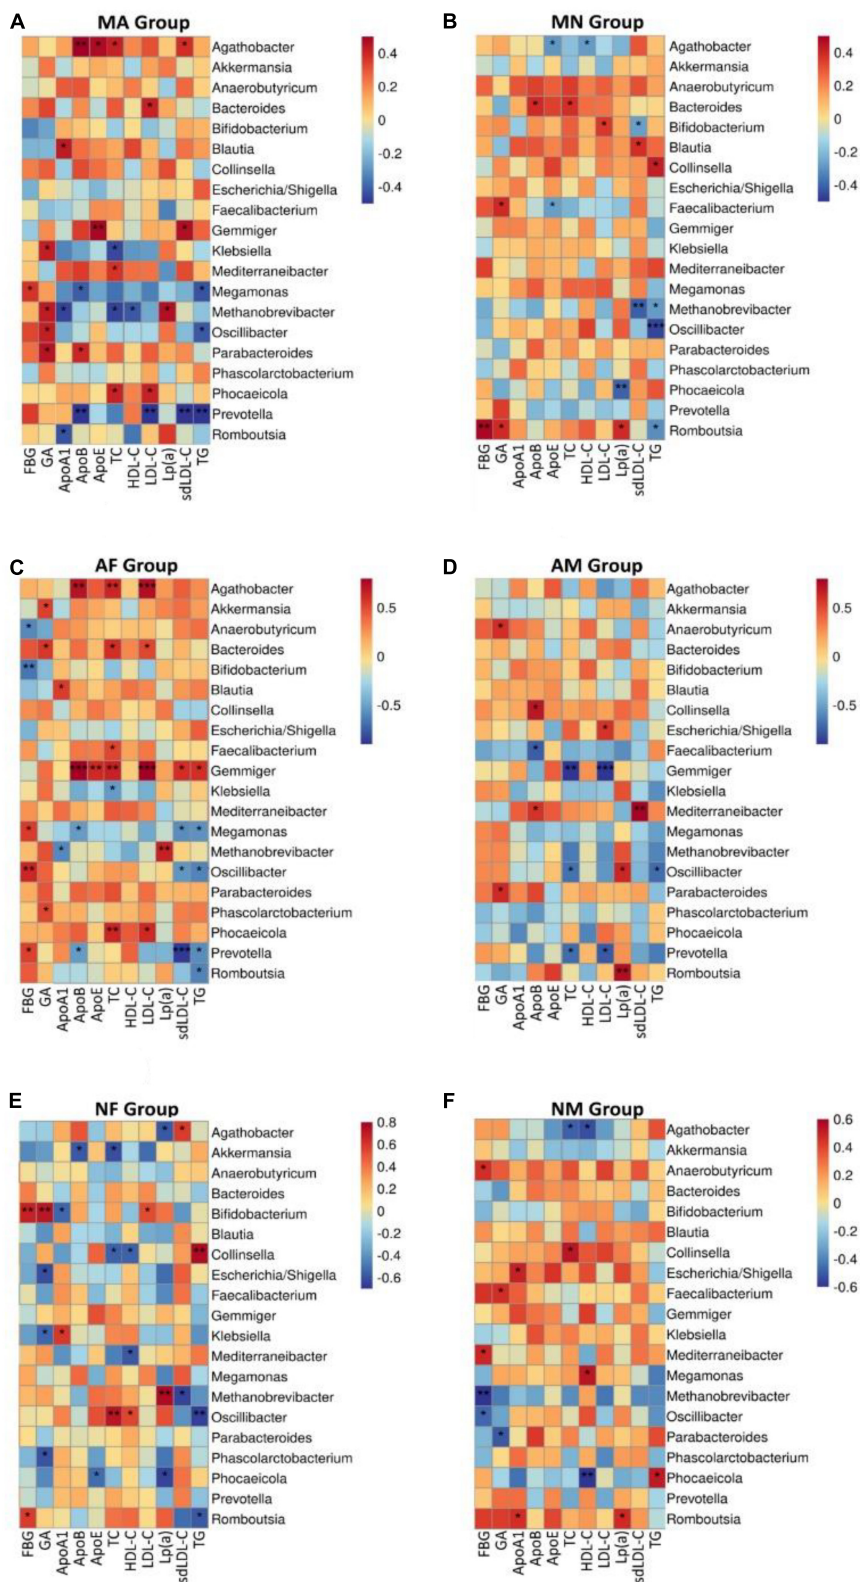 A
MA Group
Agathobacter
Akkermansia
Anaerobutyricum
Bacteroides
Bifidobacterium
Blautia
Collinsella
Escherichia/Shigella
Faecalibacterium
Gemmiger
Klebsiella
Mediterraneibacter
Megamonas
Methanobrevibacter
Oscillibacter
Parabacteroides
Phascolarctobacterium
Phocaeicola
Prevotella
Romboutsia
FBG GA ApoA1 ApoB ApoE TC HDL-C LDL-C Lp(a) sdLDL-C TG
0.4
0.2
0
-0.2
-0.4
B
MN Group
Agathobacter
Akkermansia
Anaerobutyricum
Bacteroides
Bifidobacterium
Blautia
Collinsella
Escherichia/Shigella
Faecalibacterium
Gemmiger
Klebsiella
Mediterraneibacter
Megamonas
Methanobrevibacter
Oscillibacter
Parabacteroides
Phascolarctobacterium
Phocaeicola
Prevotella
Romboutsia
FBG GA ApoA1 ApoB ApoE TC HDL-C LDL-C Lp(a) sdLDL-C TG
0.4
0.2
0
-0.2
-0.4
C
AF Group
Agathobacter
Akkermansia
Anaerobutyricum
Bacteroides
Bifidobacterium
Blautia
Collinsella
Escherichia/Shigella
Faecalibacterium
Gemmiger
Klebsiella
Mediterraneibacter
Megamonas
Methanobrevibacter
Oscillibacter
Parabacteroides
Phascolarctobacterium
Phocaeicola
Prevotella
Romboutsia
FBG GA ApoA1 ApoB ApoE TC HDL-C LDL-C Lp(a) sdLDL-C TG
0.5
0
-0.5
D
AM Group
Agathobacter
Akkermansia
Anaerobutyricum
Bacteroides
Bifidobacterium
Blautia
Collinsella
Escherichia/Shigella
Faecalibacterium
Gemmiger
Klebsiella
Mediterraneibacter
Megamonas
Methanobrevibacter
Oscillibacter
Parabacteroides
Phascolarctobacterium
Phocaeicola
Prevotella
Romboutsia
FBG GA ApoA1 ApoB ApoE TC HDL-C LDL-C Lp(a) sdLDL-C TG
0.5
0
-0.5
E
NF Group
Agathobacter
Akkermansia
Anaerobutyricum
Bacteroides
Bifidobacterium
Blautia
Collinsella
Escherichia/Shigella
Faecalibacterium
Gemmiger
Klebsiella
Mediterraneibacter
Megamonas
Methanobrevibacter
Oscillibacter
Parabacteroides
Phascolarctobacterium
Phocaeicola
Prevotella
Romboutsia
FBG GA ApoA1 ApoB ApoE TC HDL-C LDL-C Lp(a) sdLDL-C TG
0.8
0.6
0.4
0.2
0
-0.2
-0.4
-0.6
F
NM Group
Agathobacter
Akkermansia
Anaerobutyricum
Bacteroides
Bifidobacterium
Blautia
Collinsella
Escherichia/Shigella
Faecalibacterium
Gemmiger
Klebsiella
Mediterraneibacter
Megamonas
Methanobrevibacter
Oscillibacter
Parabacteroides
Phascolarctobacterium
Phocaeicola
Prevotella
Romboutsia
FBG GA ApoA1 ApoB ApoE TC HDL-C LDL-C Lp(a) sdLDL-C TG
0.6
0.4
0.2
0
-0.2
-0.4
-0.6